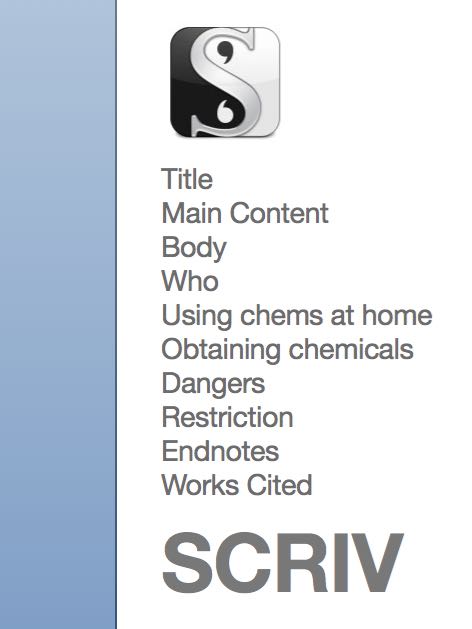 Title
Main Content
Body
Who
Using chems at home
Obtaining chemicals
Dangers
Restriction
Endnotes
Works Cited
SCRIV